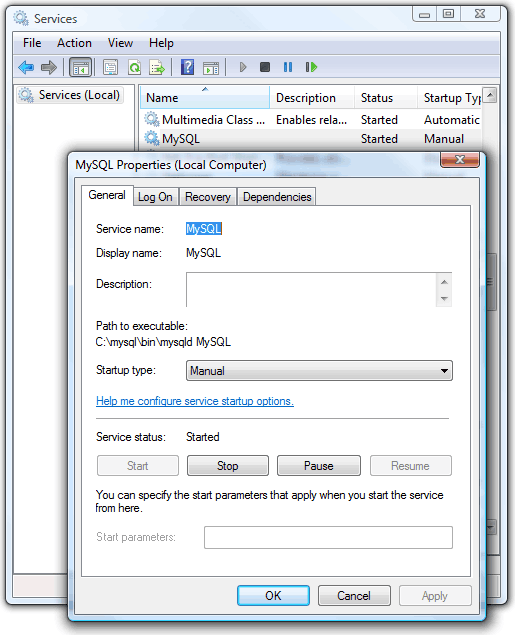 Services
File Action View Help
Services (Local)
Name Description Status Startup Typ
Multimedia Class ... Enables rela... Started Automatic
MySQL Started Manual
MySQL Properties (Local Computer)
General Log On Recovery Dependencies
Service name: MySQL
Display name: MySQL
Description:
Path to executable:
C:\mysql\bin\mysqld MySQL
Startup type: Manual
Help me configure service startup options.
Service status: Started
Start Stop Pause Resume
You can specify the start parameters that apply when you start the service
from here.
Start parameters:
OK Cancel Apply